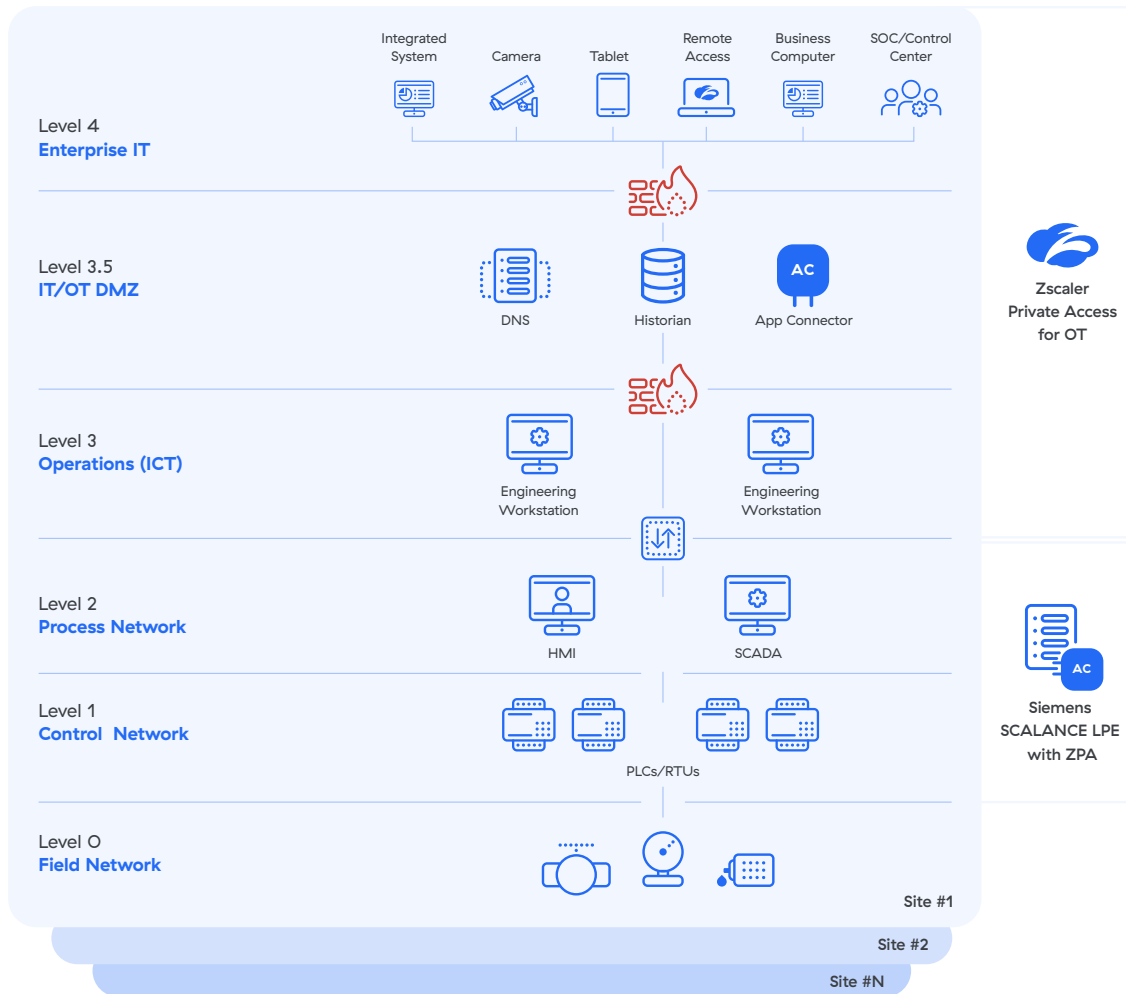 Integrated
System
Camera
Tablet
Remote
Access
Business
Computer
SOC/Control
Center
Level 4
Enterprise IT
Level 3.5
IT/OT DMZ
DNS
Historian
AC
App Connector
Zscaler
Private Access
for OT
Level 3
Operations (ICT)
Engineering
Workstation
Engineering
Workstation
Level 2
Process Network
HMI
SCADA
Level 1
Control Network
PLCs/RTUs
AC
Siemens
SCALANCE LPE
with ZPA
Level 0
Field Network
Site #1
Site #2
Site #N